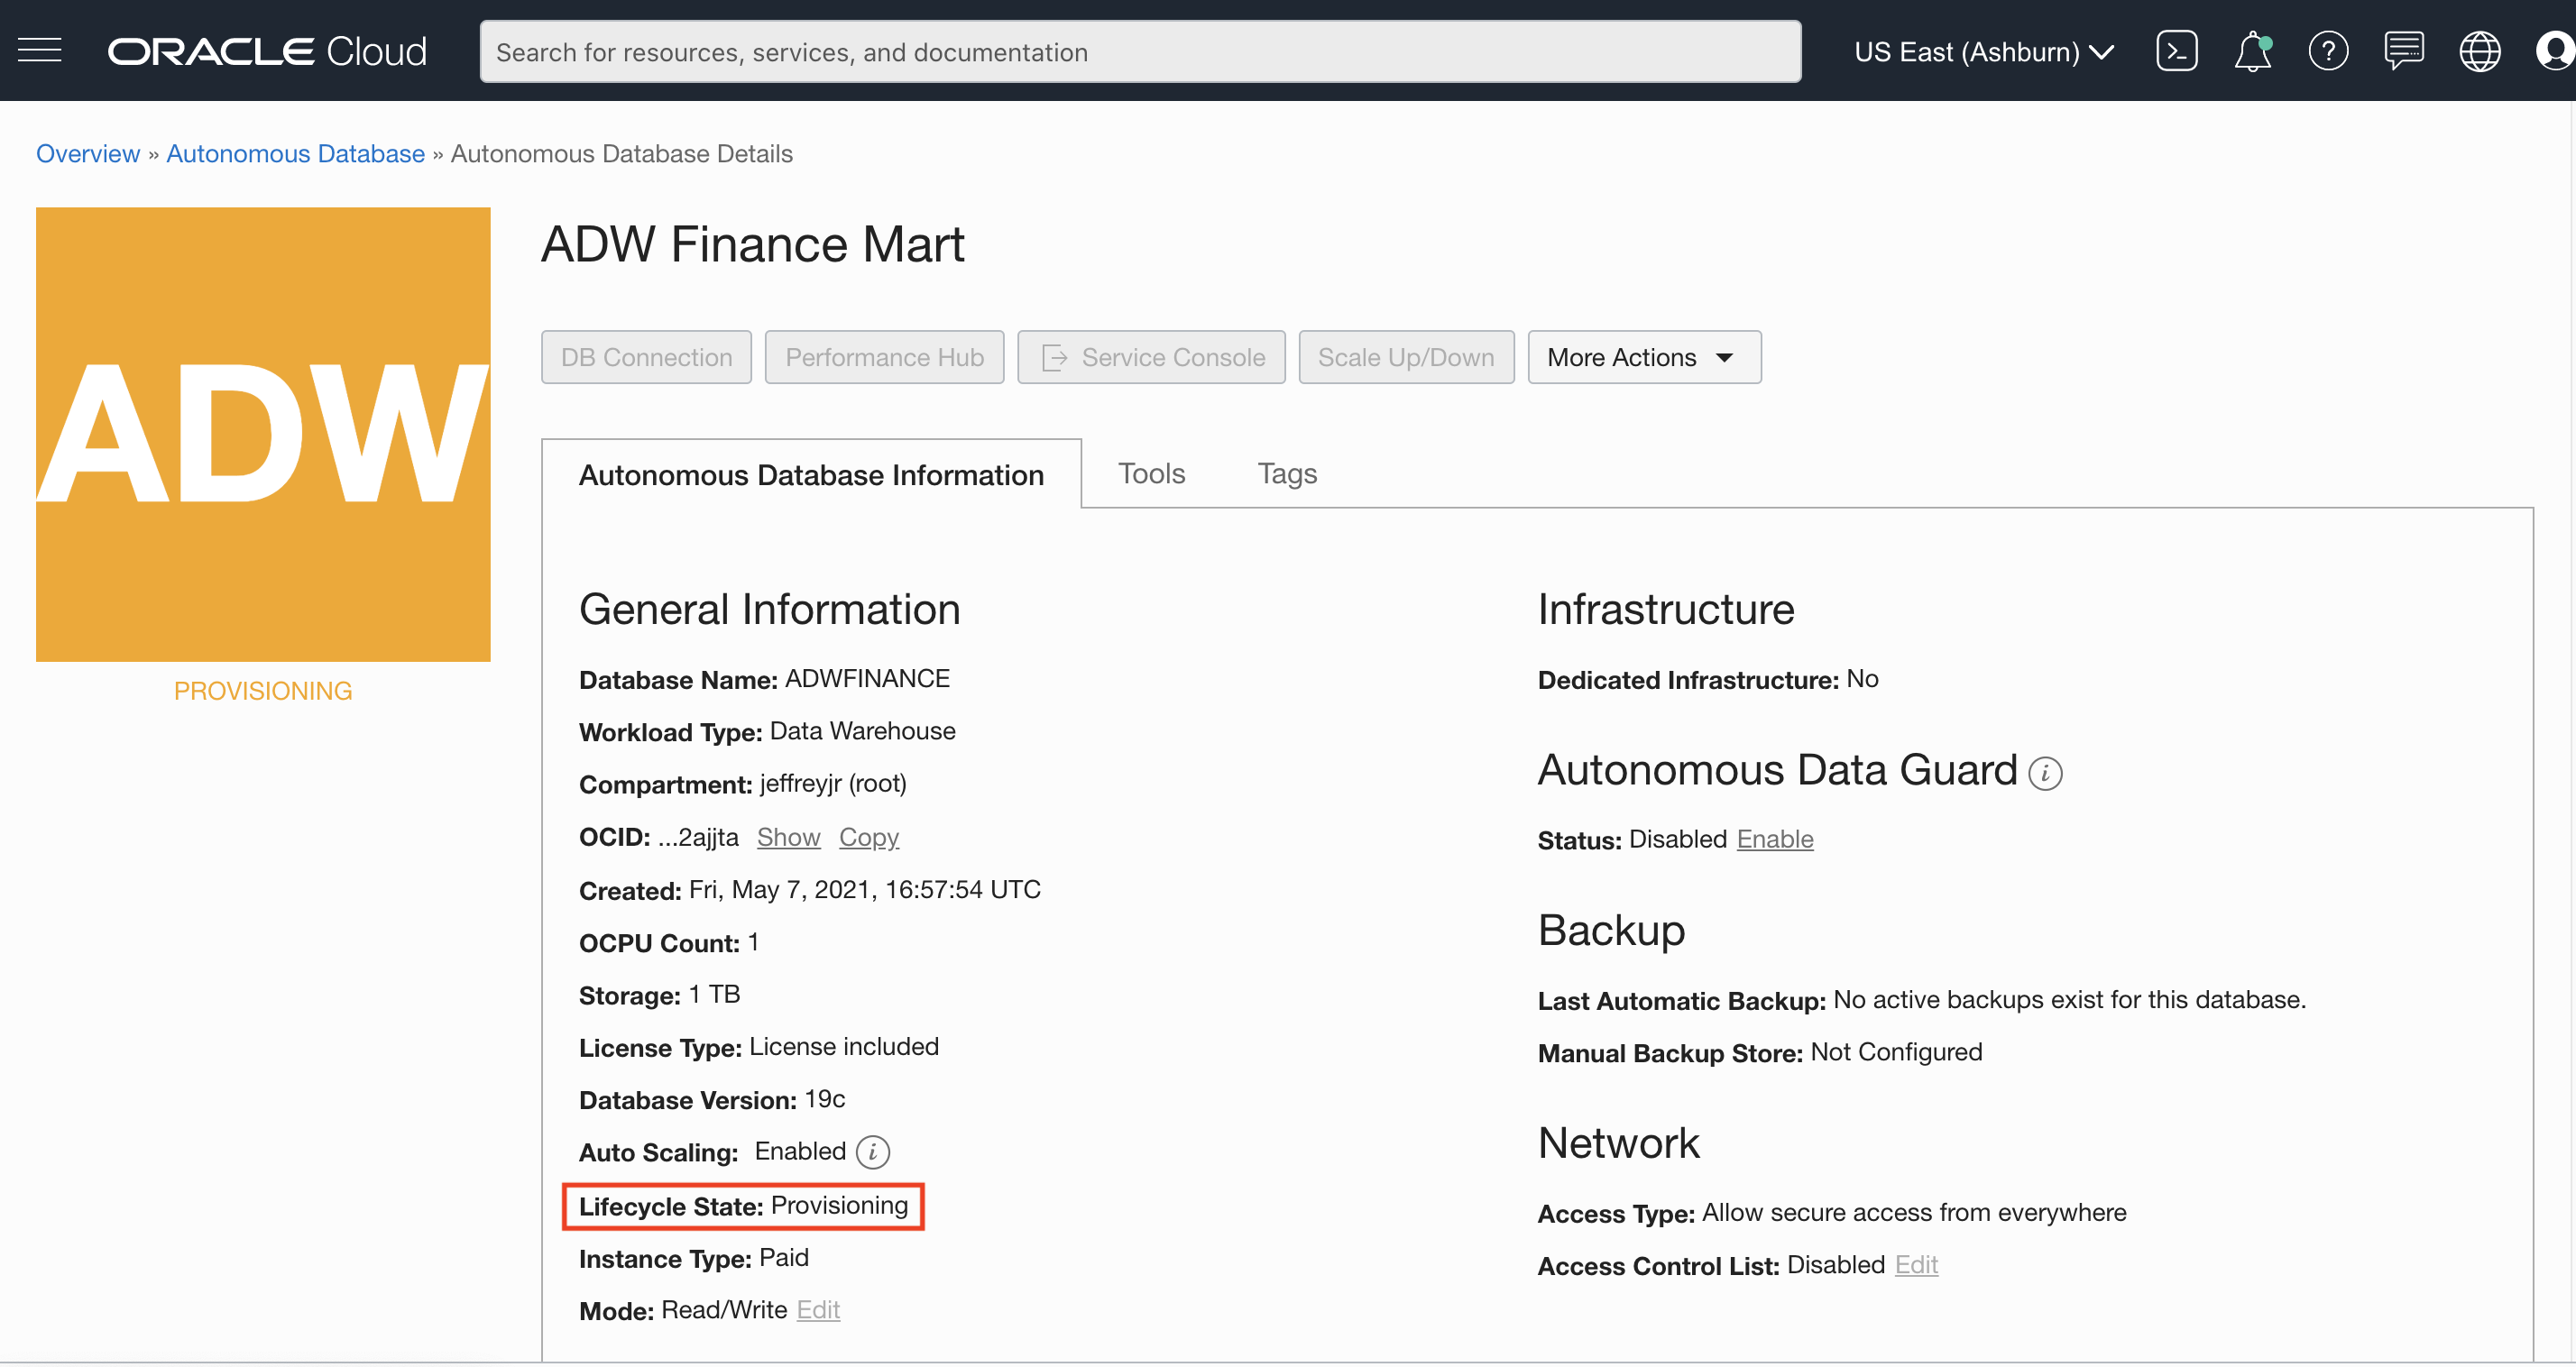 ORACLE Cloud
Search for resources, services, and documentation
US East (Ashburn)
Overview » Autonomous Database » Autonomous Database Details
ADW
PROVISIONING
ADW Finance Mart
DB Connection
Performance Hub
Service Console
Scale Up/Down
More Actions
Autonomous Database Information
Tools
Tags
General Information
Database Name: ADWFINANCE
Workload Type: Data Warehouse
Compartment: jeffreyjr (root)
OCID: ...2ajjta Show Copy
Created: Fri, May 7, 2021, 16:57:54 UTC
OCPU Count: 1
Storage: 1 TB
License Type: License included
Database Version: 19c
Auto Scaling: Enabled i
Lifecycle State: Provisioning
Instance Type: Paid
Mode: Read/Write Edit
Infrastructure
Dedicated Infrastructure: No
Autonomous Data Guard i
Status: Disabled Enable
Backup
Last Automatic Backup: No active backups exist for this database.
Manual Backup Store: Not Configured
Network
Access Type: Allow secure access from everywhere
Access Control List: Disabled Edit